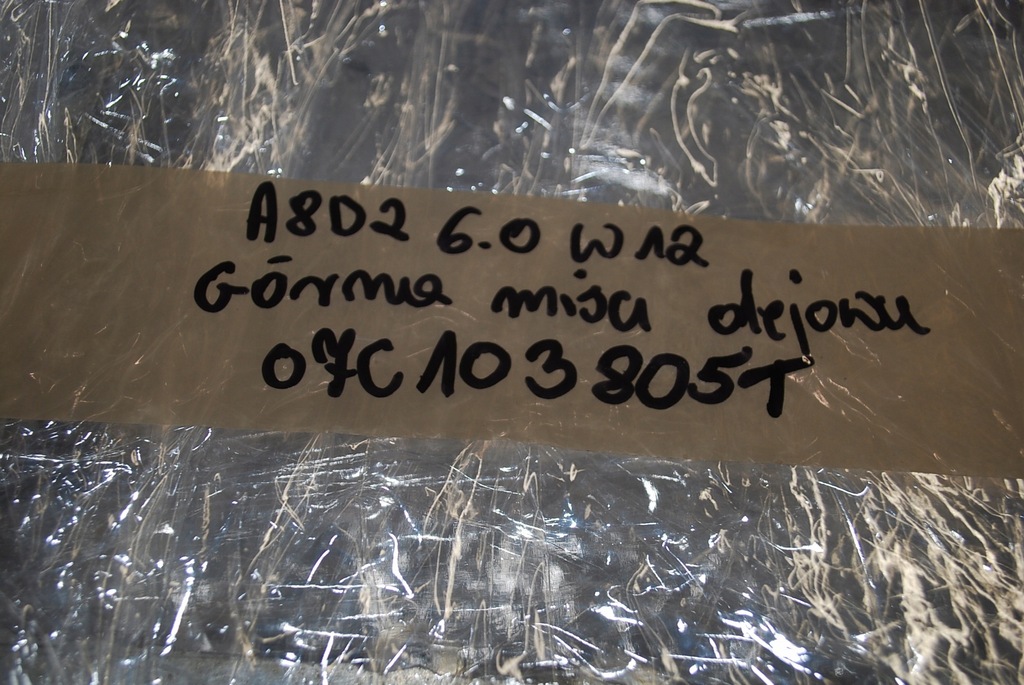 A8D2 6.0 W12
Górna misa olejowa
07C103805T